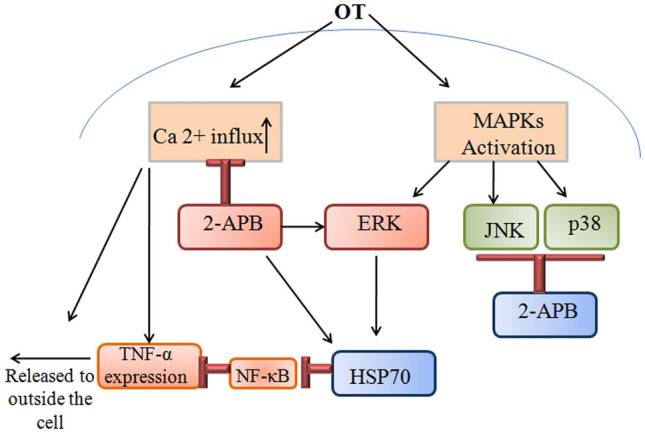 OT
Ca 2+ influx
MAPKs
Activation
2-APB
ERK
JNK
p38
2-APB
TNF-α
expression
NF-κB
HSP70
Released to
outside the
cell